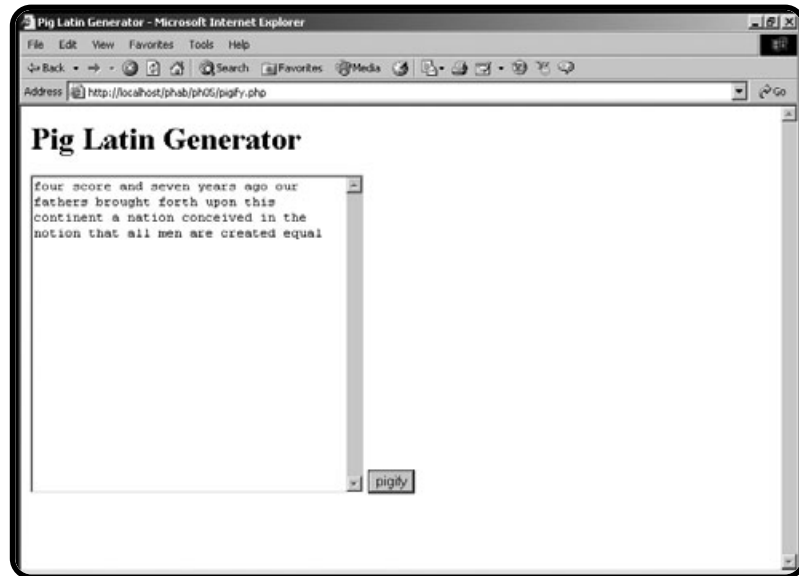 Pig Latin Generator - Microsoft Internet Explorer
File Edit View Favorites Tools Help
Back Search Favorites Media
Address http://localhost/phab/ph05/pigify.php Go
Pig Latin Generator
four score and seven years ago our
fathers brought forth upon this
continent a nation conceived in the
notion that all men are created equal
pigify